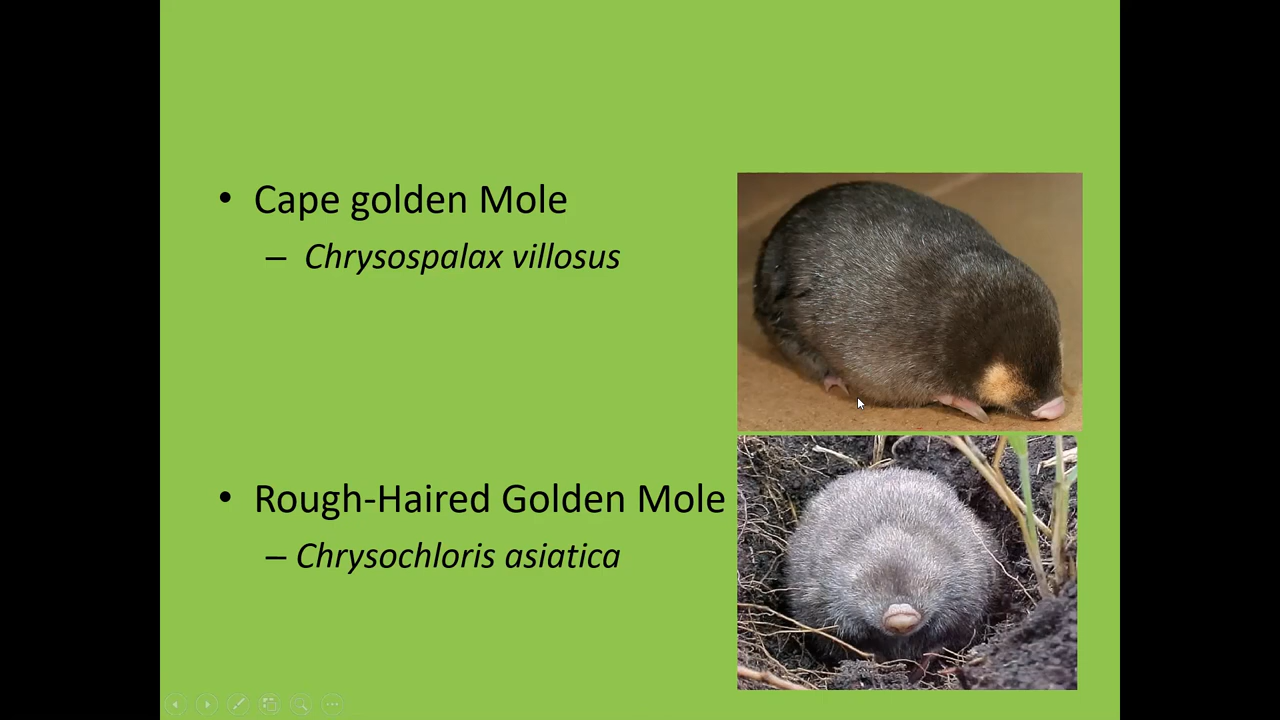 • Cape golden Mole
– Chrysospalax villosus
• Rough-Haired Golden Mole
– Chrysochloris asiatica